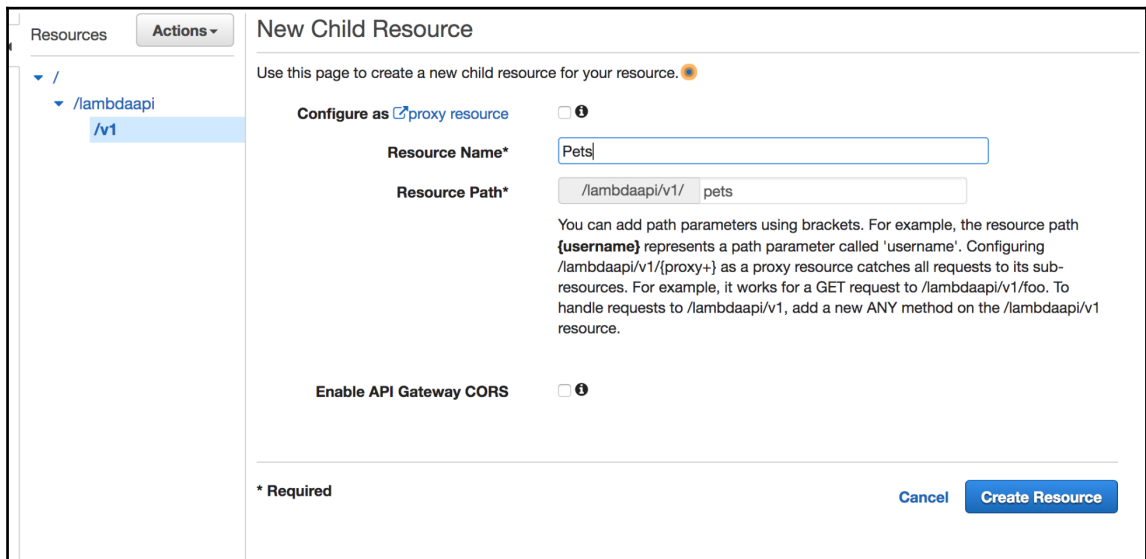 Resources
Actions
/
/lambdaapi
/v1
New Child Resource
Use this page to create a new child resource for your resource.
Configure as proxy resource
Resource Name*
Pets
Resource Path*
/lambdaapi/v1/ pets
You can add path parameters using brackets. For example, the resource path
{username} represents a path parameter called 'username'. Configuring
/lambdaapi/v1/{proxy+} as a proxy resource catches all requests to its sub-
resources. For example, it works for a GET request to /lambdaapi/v1/foo. To
handle requests to /lambdaapi/v1, add a new ANY method on the /lambdaapi/v1
resource.
Enable API Gateway CORS
* Required
Cancel
Create Resource